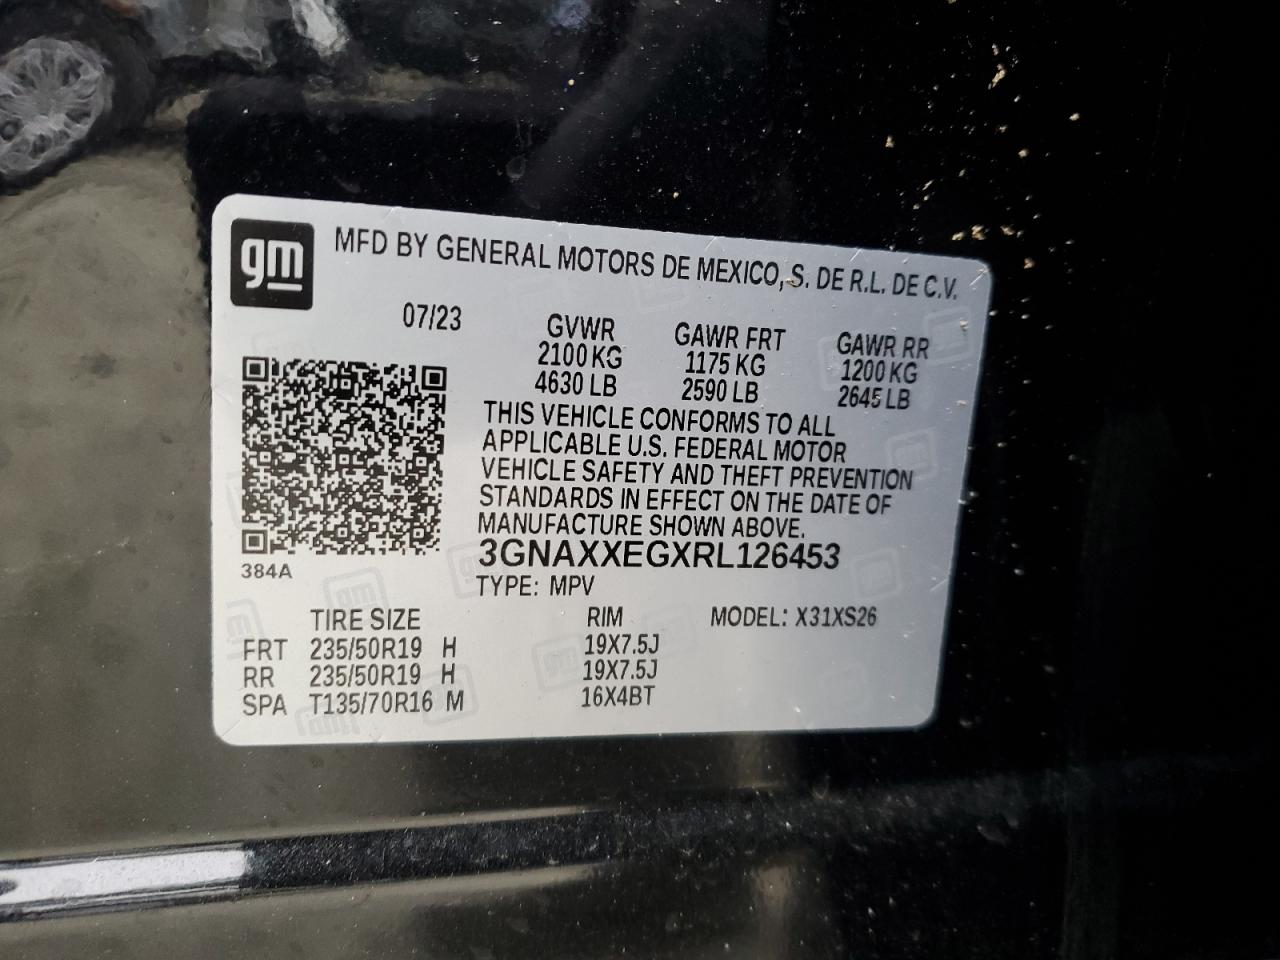 gm MFD BY GENERAL MOTORS DE MEXICO, S. DE R.L. DE C.V.
07/23 GVWR GAWR FRT GAWR RR
2100 KG 1175 KG 1200 KG
4630 LB 2590 LB 2645 LB
THIS VEHICLE CONFORMS TO ALL
APPLICABLE U.S. FEDERAL MOTOR
VEHICLE SAFETY AND THEFT PREVENTION
STANDARDS IN EFFECT ON THE DATE OF
MANUFACTURE SHOWN ABOVE.
3GNAXXEGXRL126453
384A
TYPE: MPV
TIRE SIZE RIM MODEL: X31XS26
FRT 235/50R19 H 19X7.5J
RR 235/50R19 H 19X7.5J
SPA T135/70R16 M 16X4BT